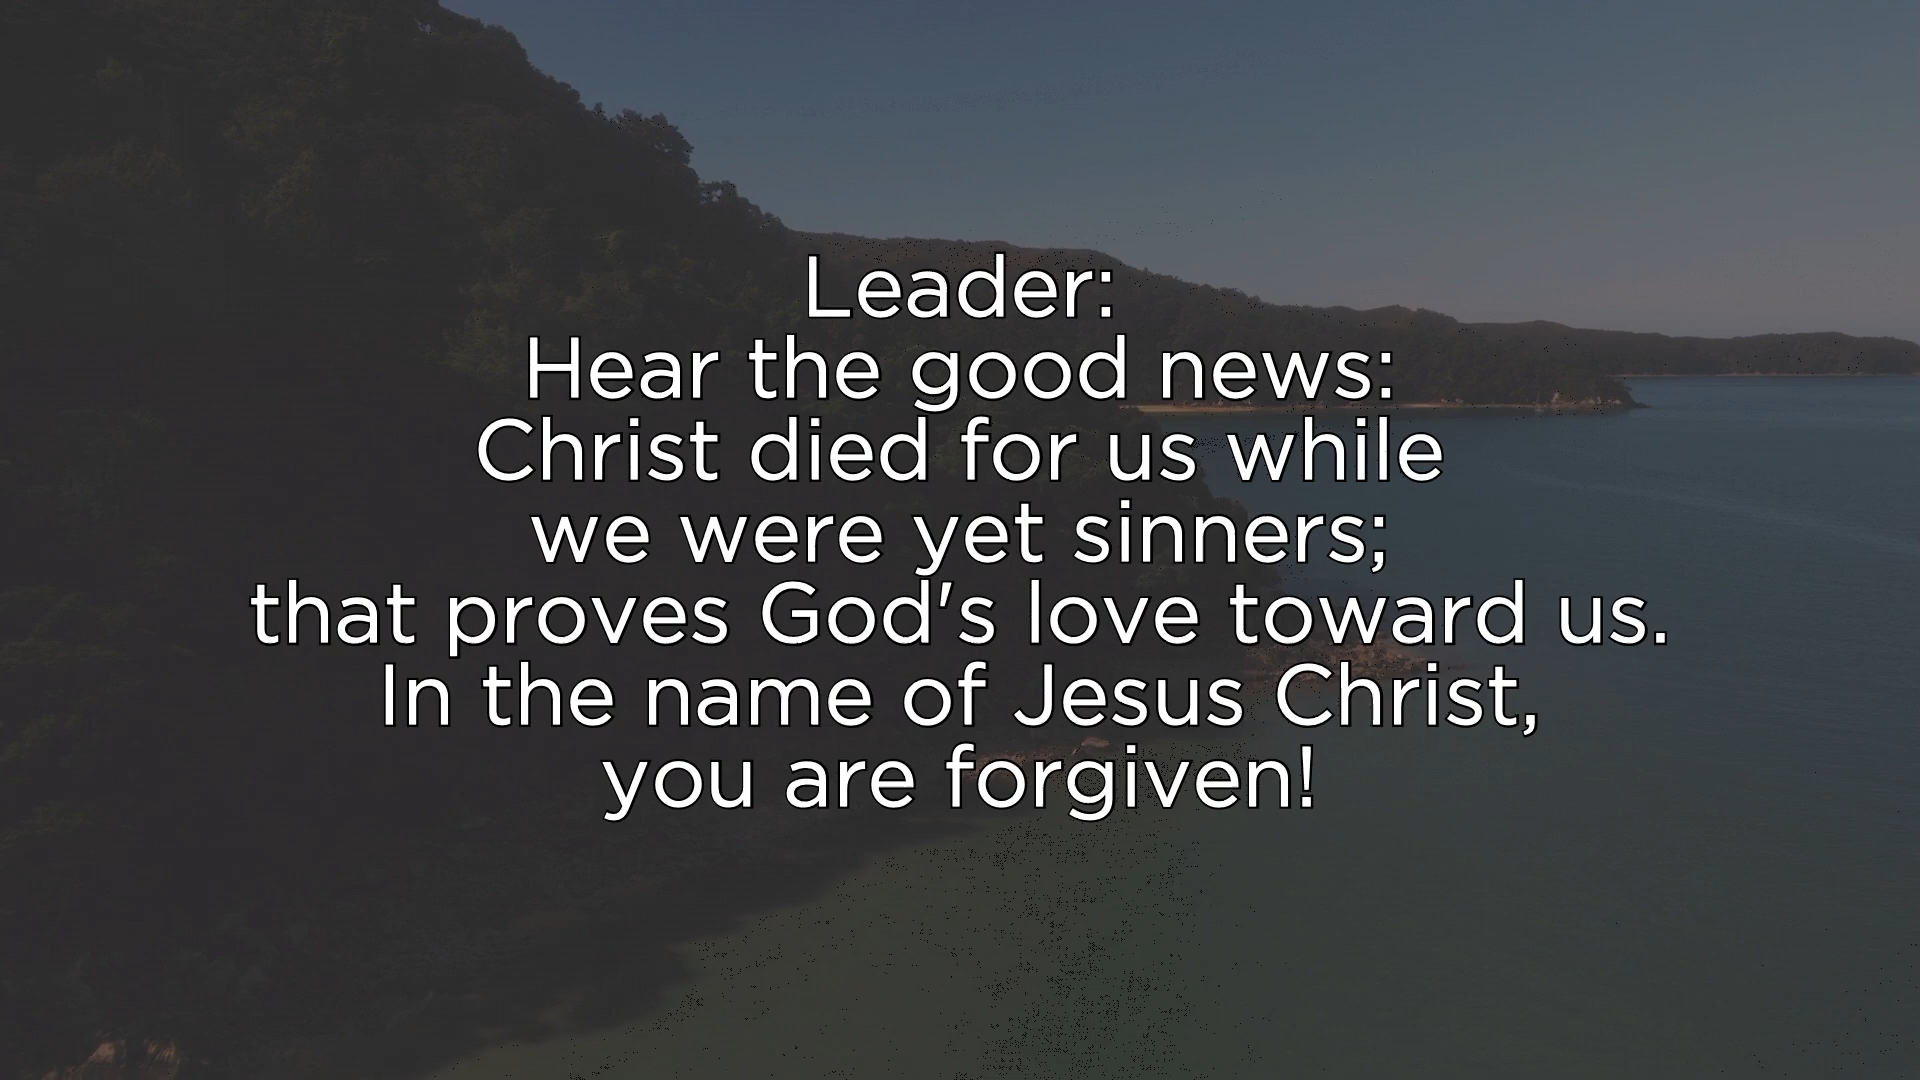 Leader:
Hear the good news:
Christ died for us while
we were yet sinners;
that proves God's love toward us.
In the name of Jesus Christ,
you are forgiven!